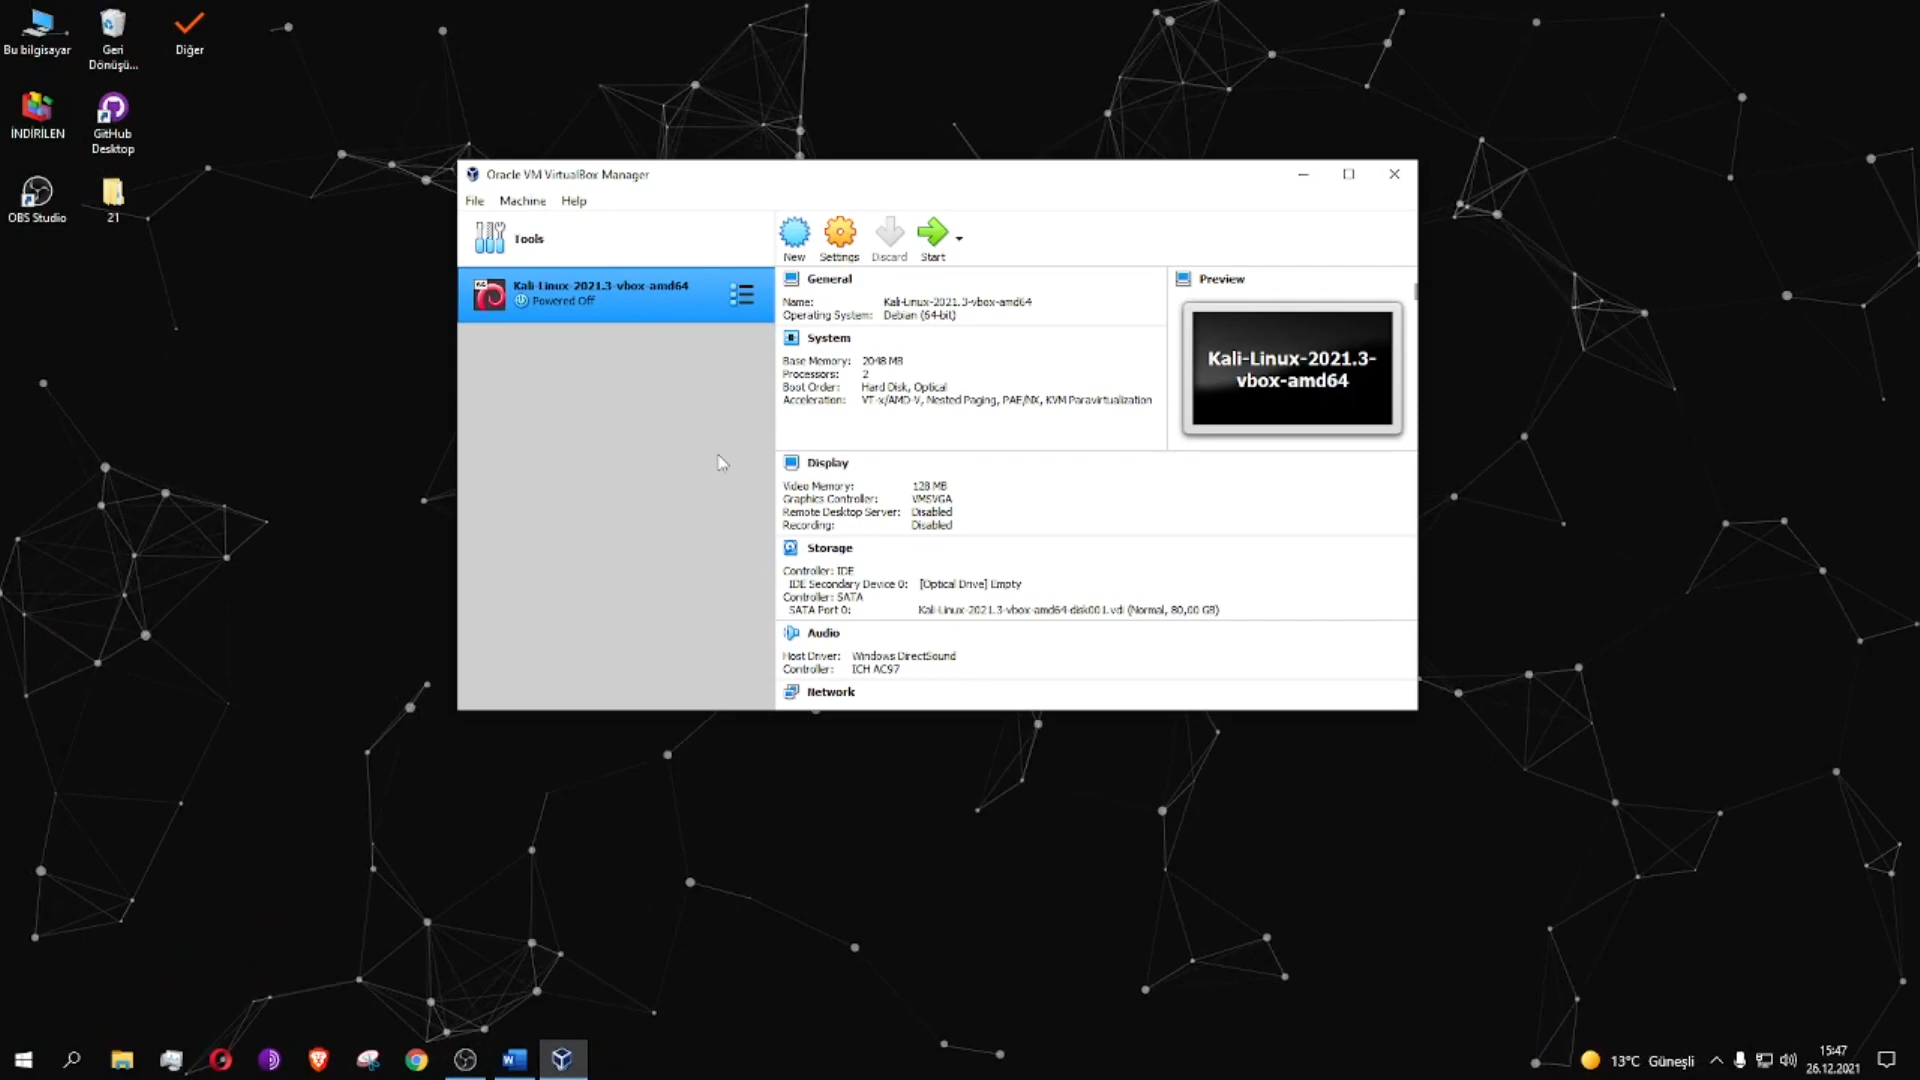 Bu bilgisayar
Geri
Dönüşü...
Diğer
İNDİRİLEN
GitHub
Desktop
OBS Studio
21
Oracle VM VirtualBox Manager
File Machine Help
Tools
New Settings Discard Start
64
Kali-Linux-2021.3-vbox-amd64
Powered Off
General
Name: Kali-Linux-2021.3-vbox-amd64
Operating System: Debian (64-bit)
System
Base Memory: 2048 MB
Processors: 2
Boot Order: Hard Disk, Optical
Acceleration: VT-x/AMD-V, Nested Paging, PAE/NX, KVM Paravirtualization
Preview
Kali-Linux-2021.3-
vbox-amd64
Display
Video Memory: 128 MB
Graphics Controller: VMSVGA
Remote Desktop Server: Disabled
Recording: Disabled
Storage
Controller: IDE
IDE Secondary Device 0: [Optical Drive] Empty
Controller: SATA
SATA Port 0: Kali-Linux-2021.3-vbox-amd64-disk001.vdi (Normal, 80,00 GB)
Audio
Host Driver: Windows DirectSound
Controller: ICH AC97
Network
13°C Güneşli
15:47
26.12.2021